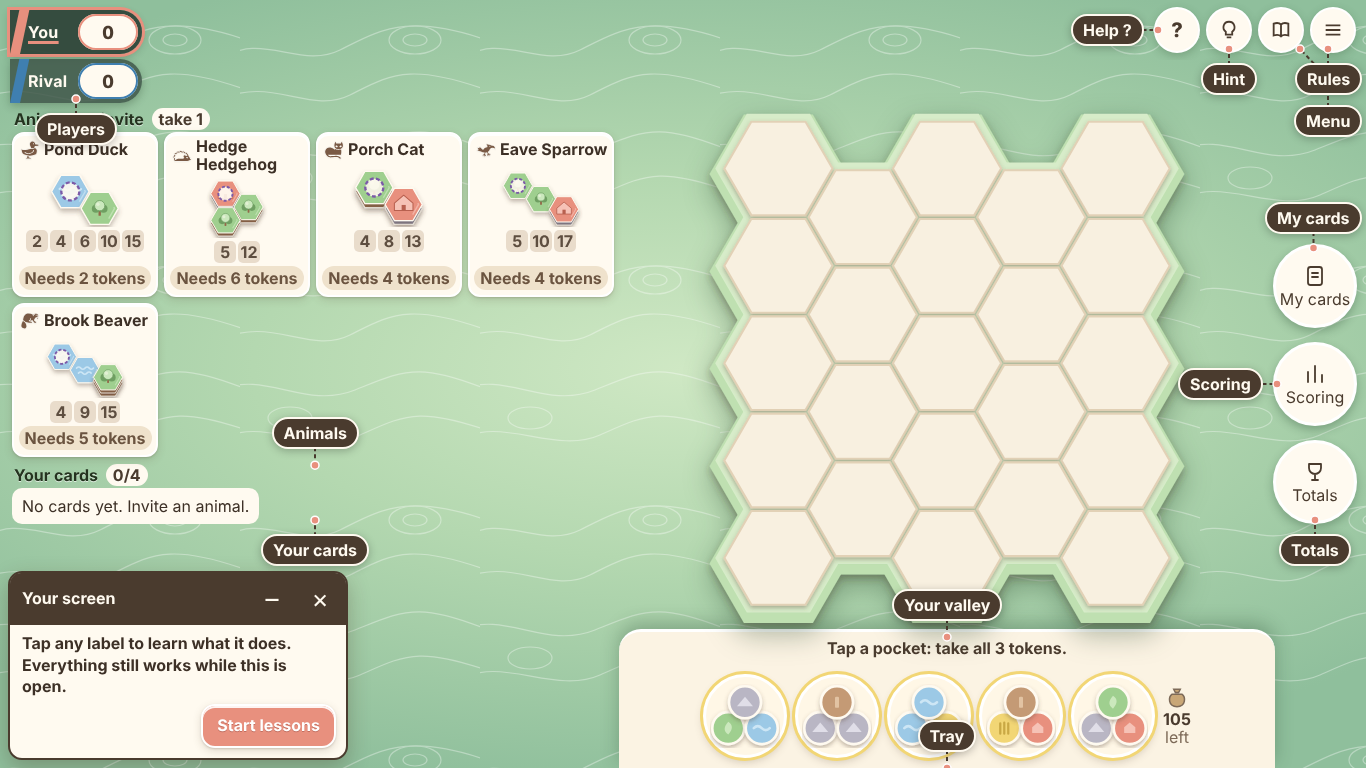 You 0
Rival 0
Players
take 1
Pond Duck
2 4 6 10 15
Needs 2 tokens
Hedge
Hedgehog
5 12
Needs 6 tokens
Porch Cat
4 8 13
Needs 4 tokens
Eave Sparrow
5 10 17
Needs 4 tokens
Brook Beaver
4 9 15
Needs 5 tokens
Animals
Your cards 0/4
No cards yet. Invite an animal.
Your cards
Your screen
Tap any label to learn what it does.
Everything still works while this is
open.
Start lessons
Help ?
?
Hint
Rules
Menu
My cards
My cards
Scoring
Scoring
Totals
Totals
Your valley
Tap a pocket: take all 3 tokens.
Tray
105
left